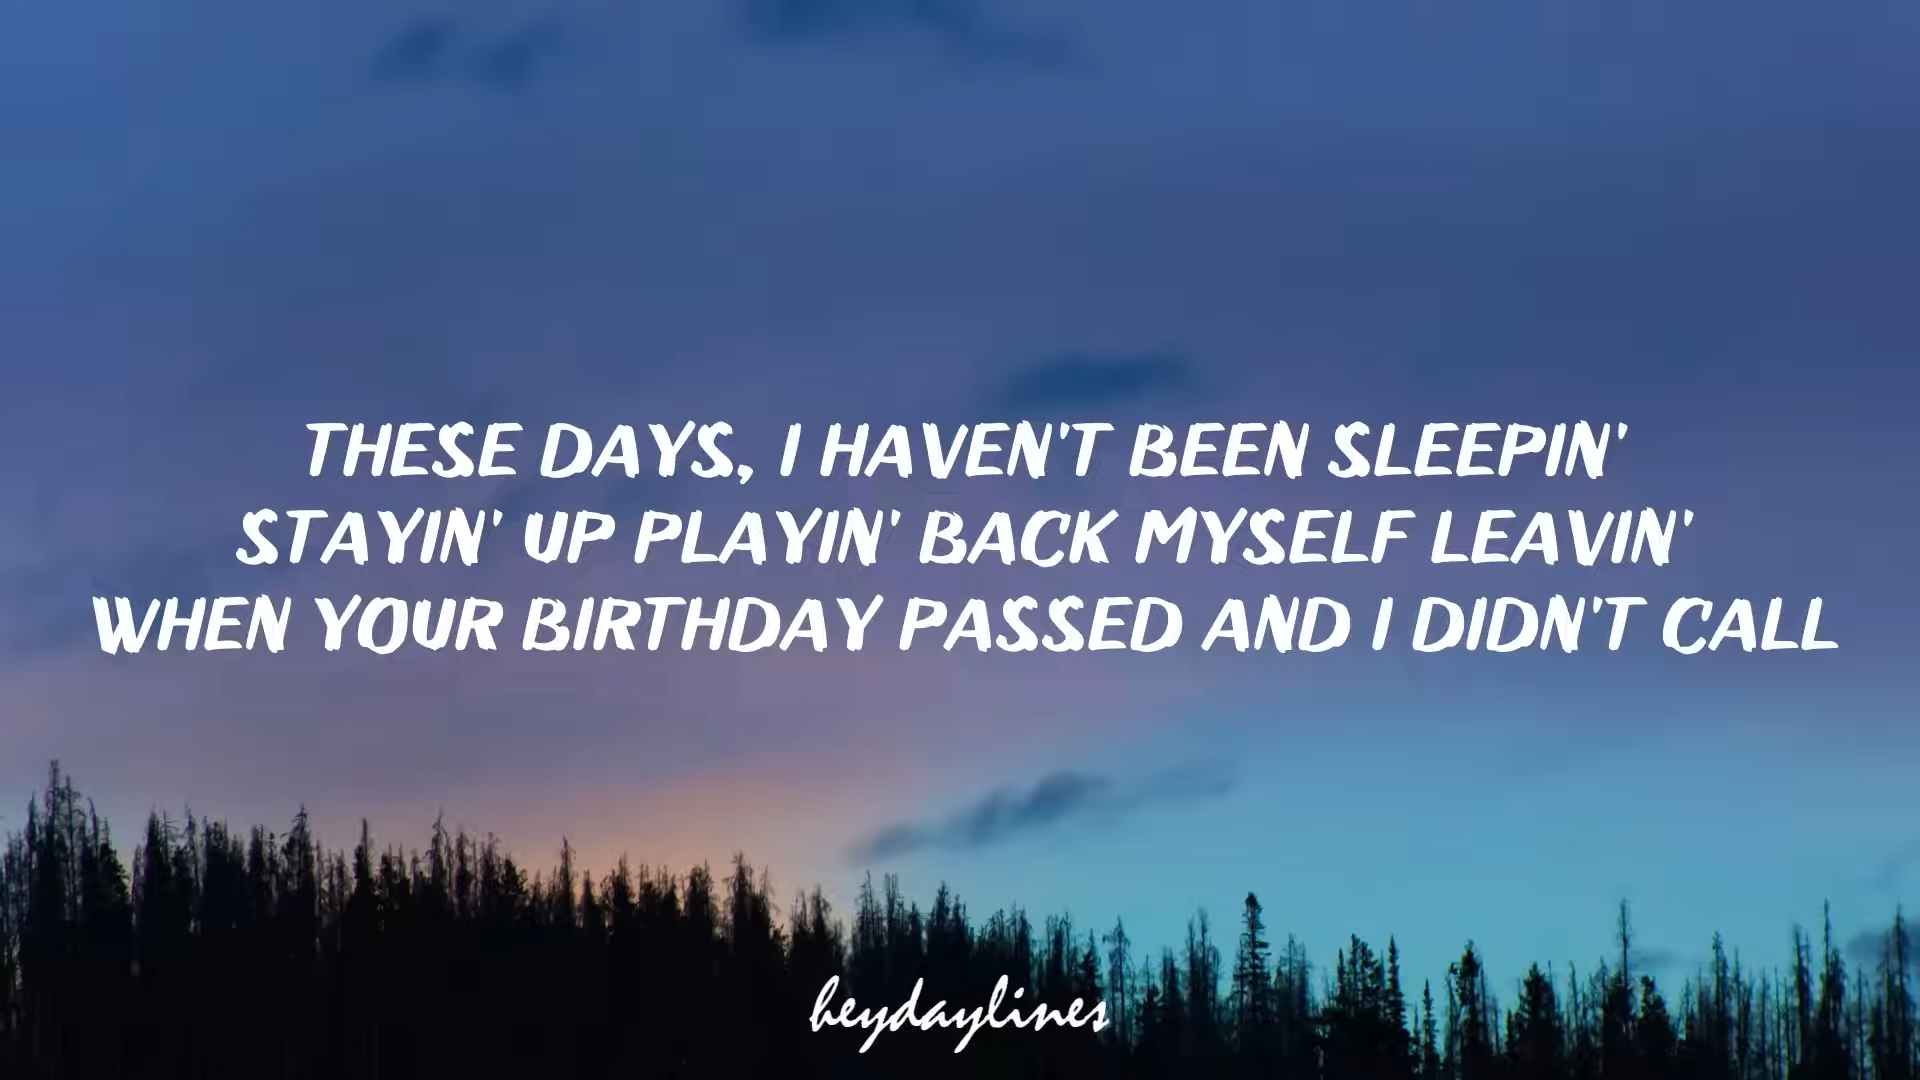 THESE DAYS, I HAVEN'T BEEN SLEEPIN'
STAYIN' UP PLAYIN' BACK MYSELF LEAVIN'
WHEN YOUR BIRTHDAY PASSED AND I DIDN'T CALL
heydaylines